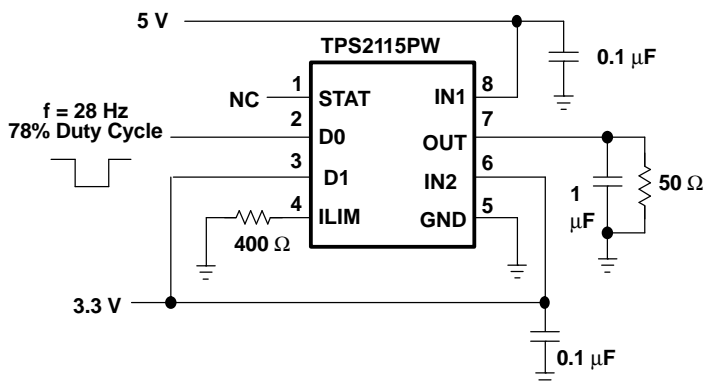 5 V
TPS2115PW
0.1 μF
NC
1
STAT
IN1
8
f = 28 Hz
78% Duty Cycle
2
D0
OUT
7
3
D1
IN2
6
1
μF
50 Ω
4
ILIM
GND
5
400 Ω
3.3 V
0.1 μF